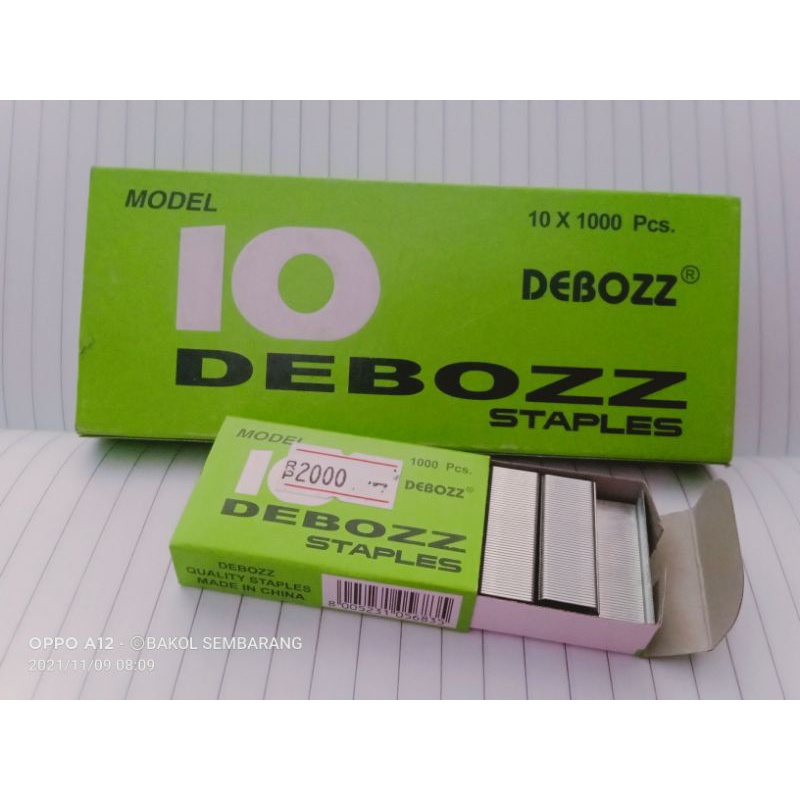 MODEL
10
10 X 1000 Pcs.
DEBOZZ®
DEBOZZ
STAPLES
MODEL
RP2000
1000 Pcs.
DEBOZZ®
DEBOZZ
STAPLES
DEBOZZ
QUALITY STAPLES
MADE IN CHINA
OPPO A12 · ©BAKOL SEMBARANG
2021/11/09 08:09